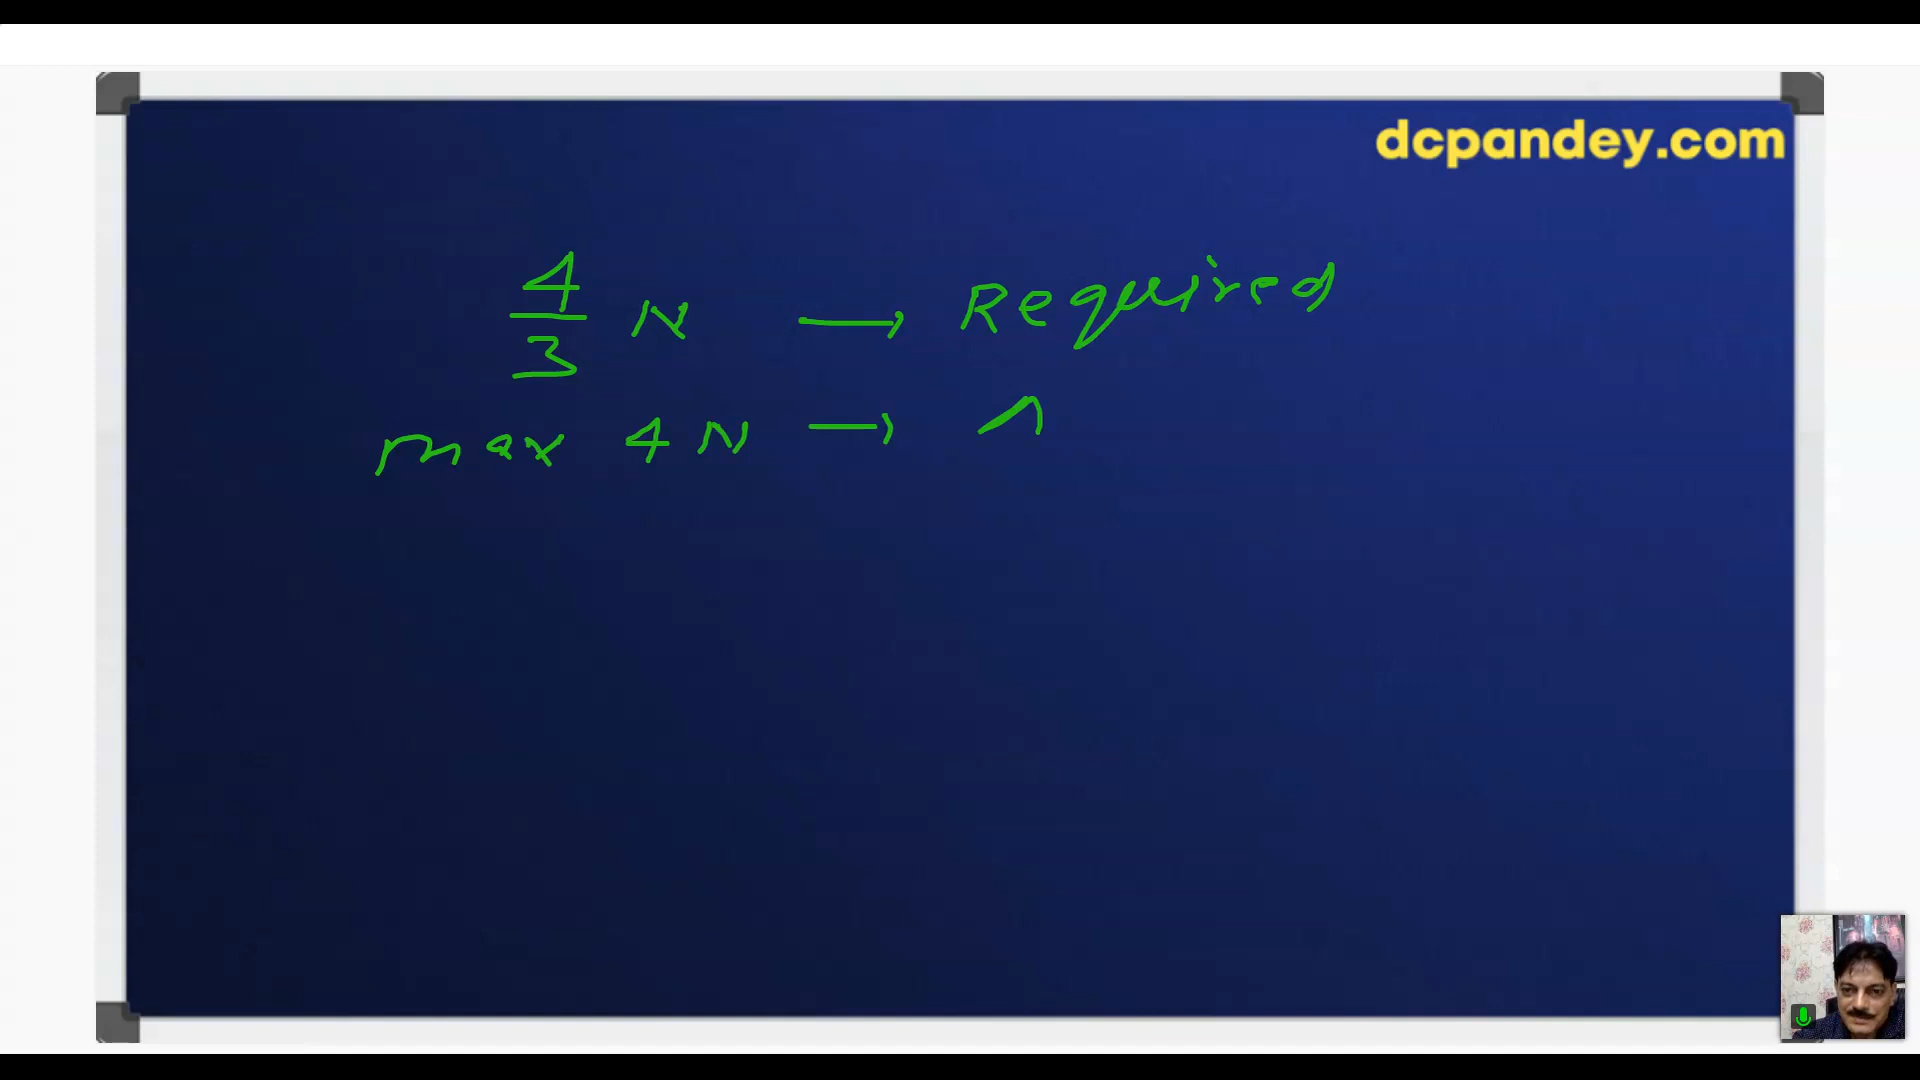 dcpandey.com
4/3 N → Required
max 4N →